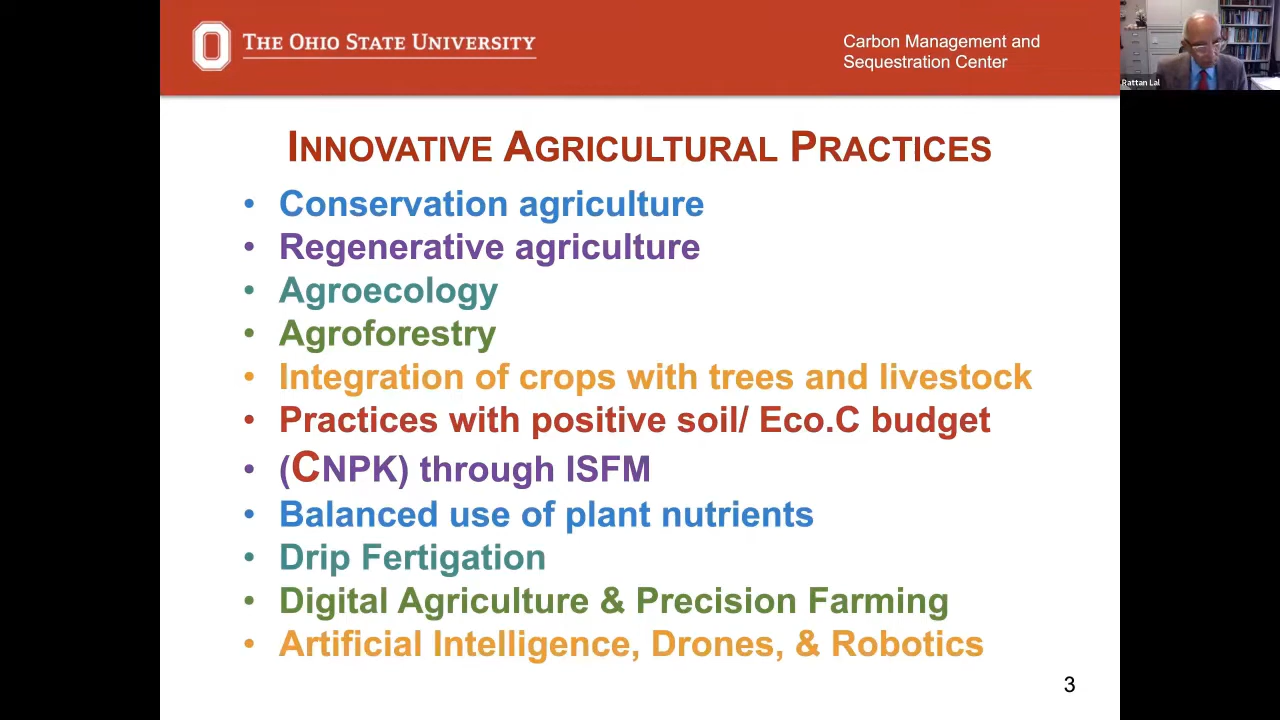 THE OHIO STATE UNIVERSITY
Carbon Management and
Sequestration Center
Rattan Lal
INNOVATIVE AGRICULTURAL PRACTICES
• Conservation agriculture
• Regenerative agriculture
• Agroecology
• Agroforestry
• Integration of crops with trees and livestock
• Practices with positive soil/ Eco.C budget
• (CNPK) through ISFM
• Balanced use of plant nutrients
• Drip Fertigation
• Digital Agriculture & Precision Farming
• Artificial Intelligence, Drones, & Robotics
3